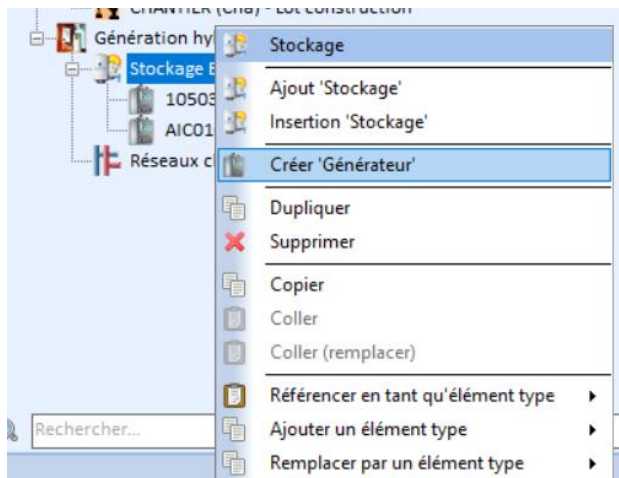 CHANTIER (Cha) - Lot construction
Génération hy
Stockage
10503
AIC01
Réseaux c
Stockage
Ajout 'Stockage'
Insertion 'Stockage'
Créer 'Générateur'
Dupliquer
Supprimer
Copier
Coller
Coller (remplacer)
Référencer en tant qu'élément type
Ajouter un élément type
Remplacer par un élément type
Rechercher...